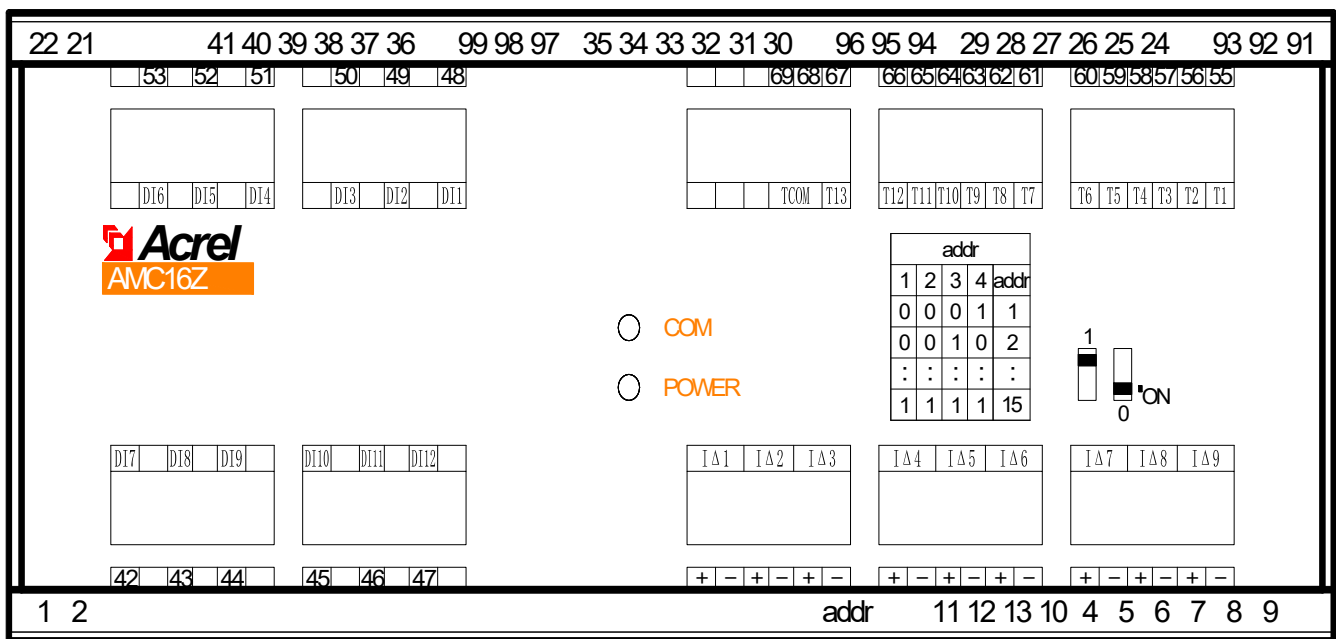 22 21 41 40 39 38 37 36 99 98 97 35 34 33 32 31 30 96 95 94 29 28 27 26 25 24 93 92 91
53 52 51 50 49 48 69 68 67 66 65 64 63 62 61 60 59 58 57 56 55
DI6 DI5 DI4 DI3 DI2 DI1 TCOM T13 T12 T11 T10 T9 T8 T7 T6 T5 T4 T3 T2 T1
Acrel
AMC16Z
addr
1 2 3 4 addr
0 0 0 1 1
0 0 1 0 2
: : : : :
1 1 1 1 15
COM
POWER
1
ON
0
DI7 DI8 DI9 DI10 DI11 DI12 IΔ1 IΔ2 IΔ3 IΔ4 IΔ5 IΔ6 IΔ7 IΔ8 IΔ9
42 43 44 45 46 47 + − + − + − + − + − + − + − + − + −
1 2 addr 11 12 13 10 4 5 6 7 8 9